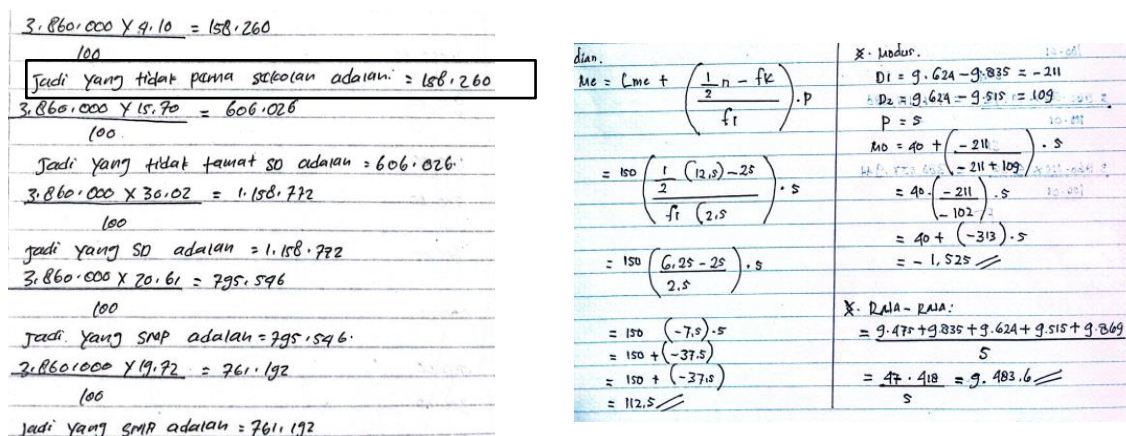 3.860.000 X 4.10 = 158.260
100
Jadi yang tidak perna sekolah adalah = 158.260
3.860.000 X 15.70 = 606.026
100
Jadi yang tidak tamat SD adalah = 606.026.
3.860.000 X 30.02 = 1.158.772
100
Jadi yang SD adalah = 1.158.772
3.860.000 X 20.61 = 795.546
100
Jadi yang SMP adalah = 795.546.
3.860.000 X 19.72 = 761.192
100
Jadi yang SMA adalah = 761.192
dian.
Me = Lme + (½n - fk / fi) . P
= 150 (1/2 (12,5) - 25 / fi (2,5) . 5
= 150 (6,25 - 25 / 2.5) . 5
= 150 (-7,5) . 5
= 150 + (-37.5)
= 150 + (-37,5)
= 112,5 //
X. Modus.
D1 = 9.624 - 9.835 = -211
D2 = 9.624 - 9.515 = 109
P = 5
Mo = 40 + (-211 / -211 + 109) . 5
= 40 . (-211 / -102) . 5
= 40 + (-313) . 5
= -1,525 //
X. RATA-RATA:
= 9.475 + 9.835 + 9.624 + 9.515 + 9.869
5
= 47.418 = 9.483,6 //
5